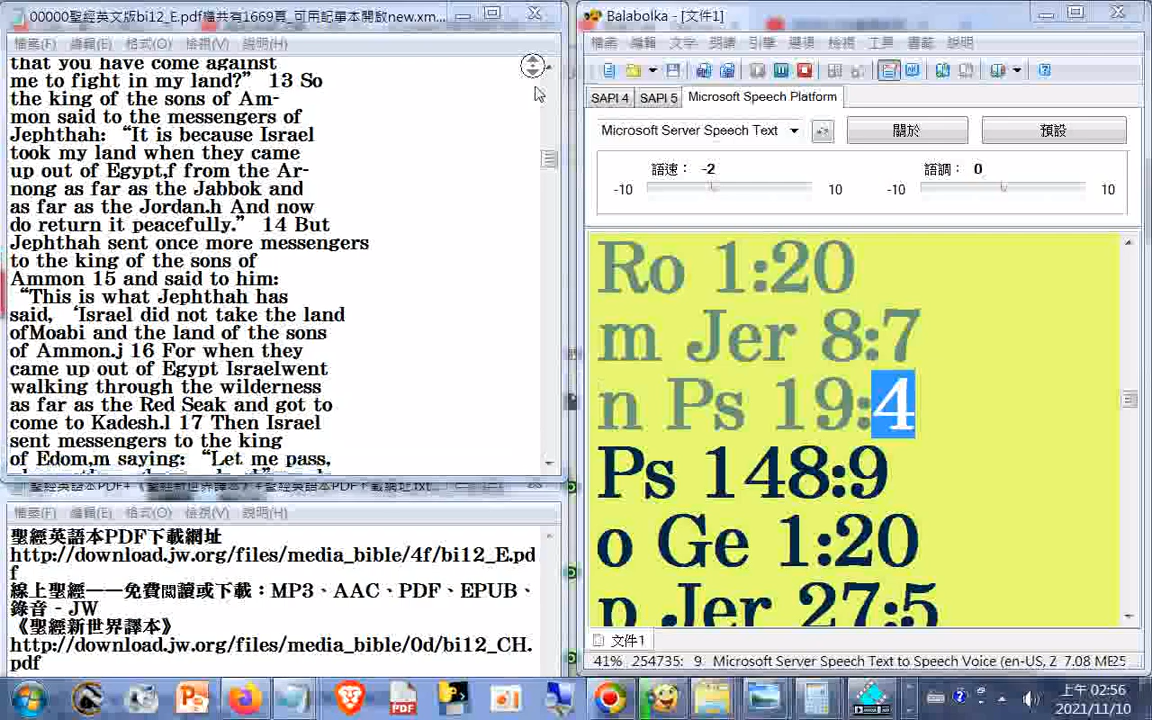 00000聖經英文版bi12_E.pdf檔共有1669頁_可用記事本開啟new.xm...
檔案(F) 編輯(E) 格式(O) 檢視(V) 說明(H)
that you have come against
me to fight in my land?” 13 So
the king of the sons of Am-
mon said to the messengers of
Jephthah: “It is because Israel
took my land when they came
up out of Egypt,f from the Ar-
nong as far as the Jabbok and
as far as the Jordan.h And now
do return it peacefully.” 14 But
Jephthah sent once more messengers
to the king of the sons of
Ammon 15 and said to him:
“This is what Jephthah has
said, ‘Israel did not take the land
ofMoabi and the land of the sons
of Ammon.j 16 For when they
came up out of Egypt Israelwent
walking through the wilderness
as far as the Red Seak and got to
come to Kadesh.l 17 Then Israel
sent messengers to the king
of Edom,m saying: “Let me pass,
檔案(F) 編輯(E) 格式(O) 檢視(V) 說明(H)
聖經英語本PDF下載網址
http://download.jw.org/files/media_bible/4f/bi12_E.pd
f
線上聖經——免費閱讀或下載：MP3、AAC、PDF、EPUB、
錄音 - JW
《聖經新世界譯本》
http://download.jw.org/files/media_bible/0d/bi12_CH.
pdf
Balabolka - [文件1]
檔案 編輯 文字 朗讀 引擎 選項 檢視 工具 書籤 說明
SAPI 4 SAPI 5 Microsoft Speech Platform
Microsoft Server Speech Text 關於 預設
語速： -2 語調： 0
-10 10 -10 10
Ro 1:20
m Jer 8:7
n Ps 19:4
Ps 148:9
o Ge 1:20
p Jer 27:5
文件1
41% 254735: 9 Microsoft Server Speech Text to Speech Voice (en-US, Z 7.08 ME25
PDF
上午 02:56
2021/11/10